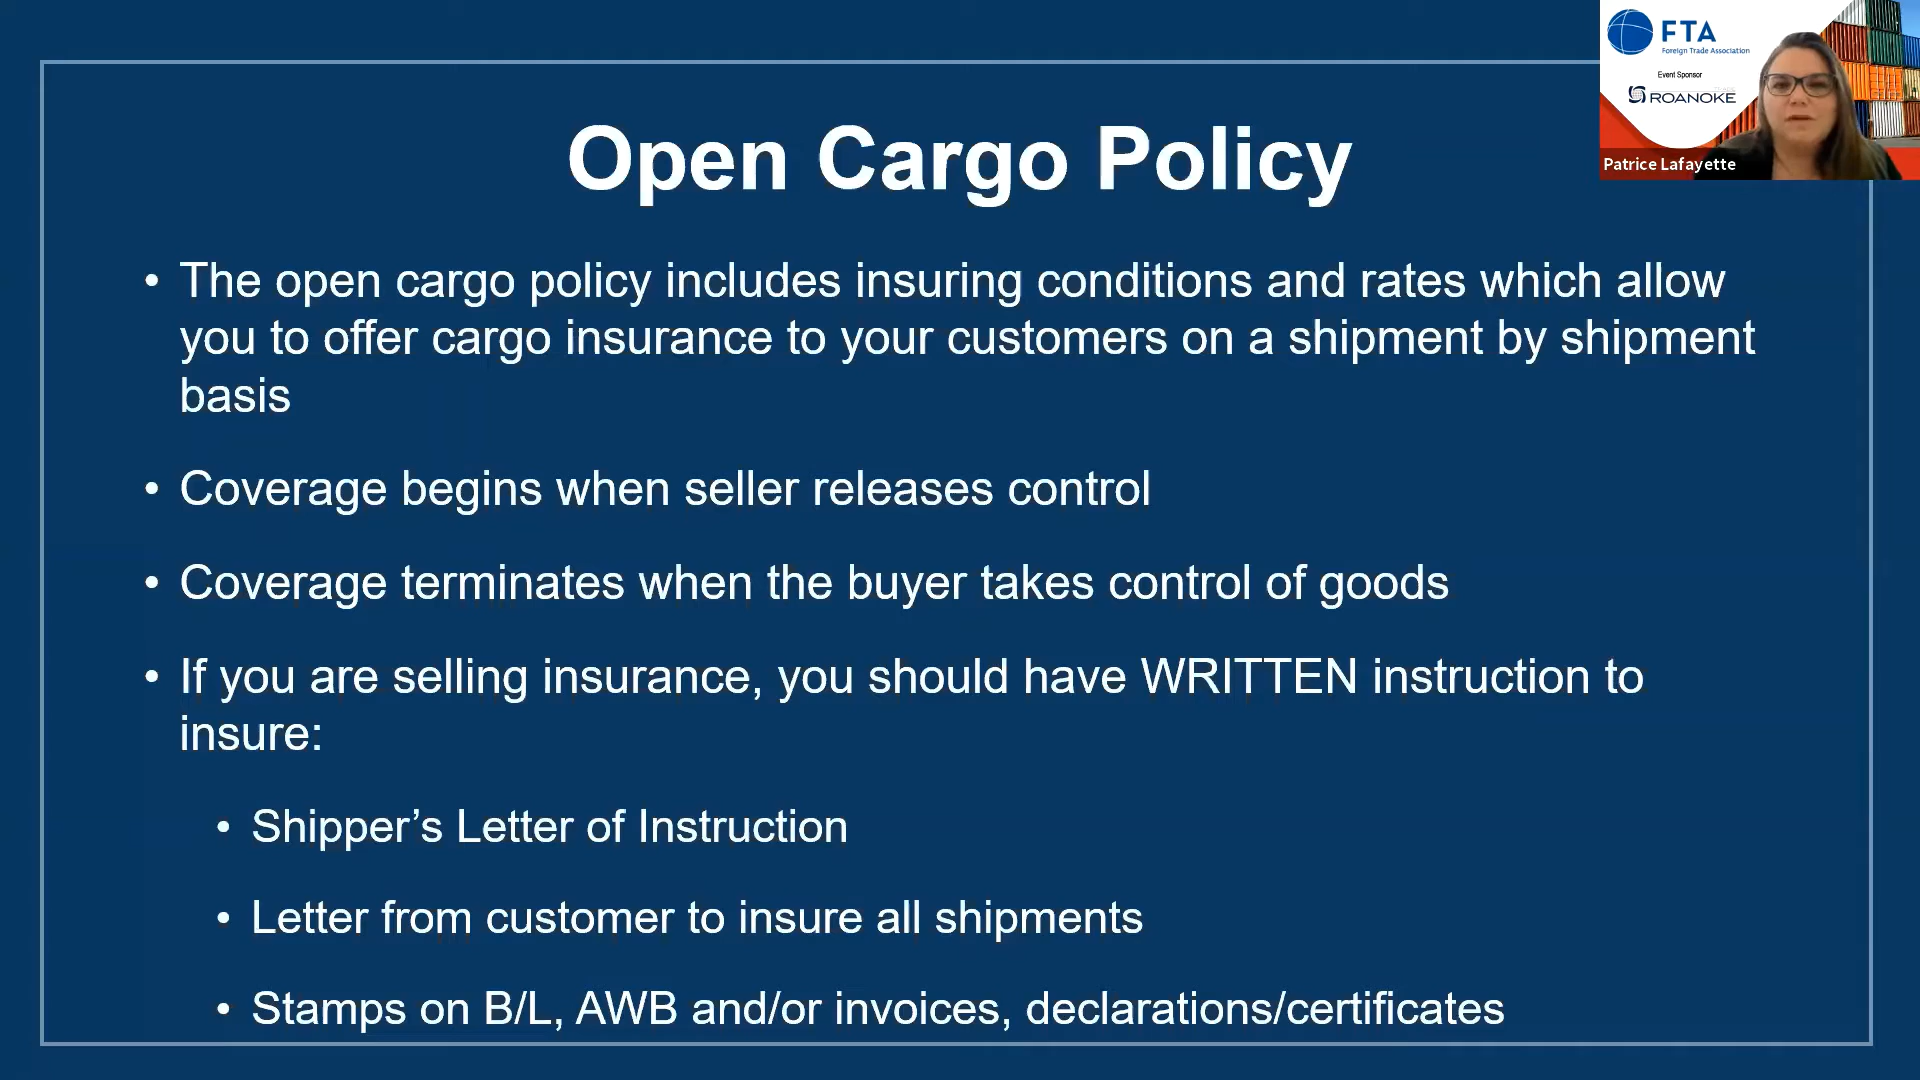 Open Cargo Policy
• The open cargo policy includes insuring conditions and rates which allow
you to offer cargo insurance to your customers on a shipment by shipment
basis
• Coverage begins when seller releases control
• Coverage terminates when the buyer takes control of goods
• If you are selling insurance, you should have WRITTEN instruction to
insure:
• Shipper’s Letter of Instruction
• Letter from customer to insure all shipments
• Stamps on B/L, AWB and/or invoices, declarations/certificates
FTA
Foreign Trade Association
Event Sponsor
ROANOKE
Patrice Lafayette